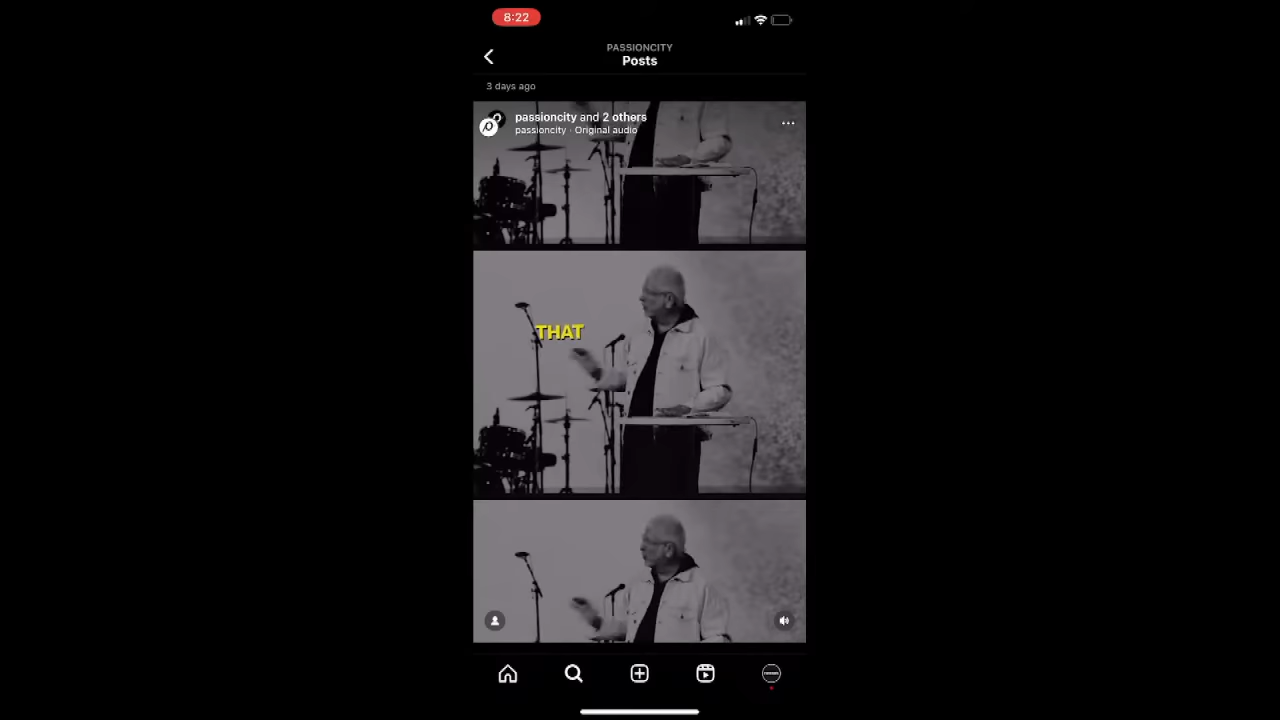 8:22
PASSIONCITY
Posts
3 days ago
passioncity and 2 others
passioncity · Original audio
THAT